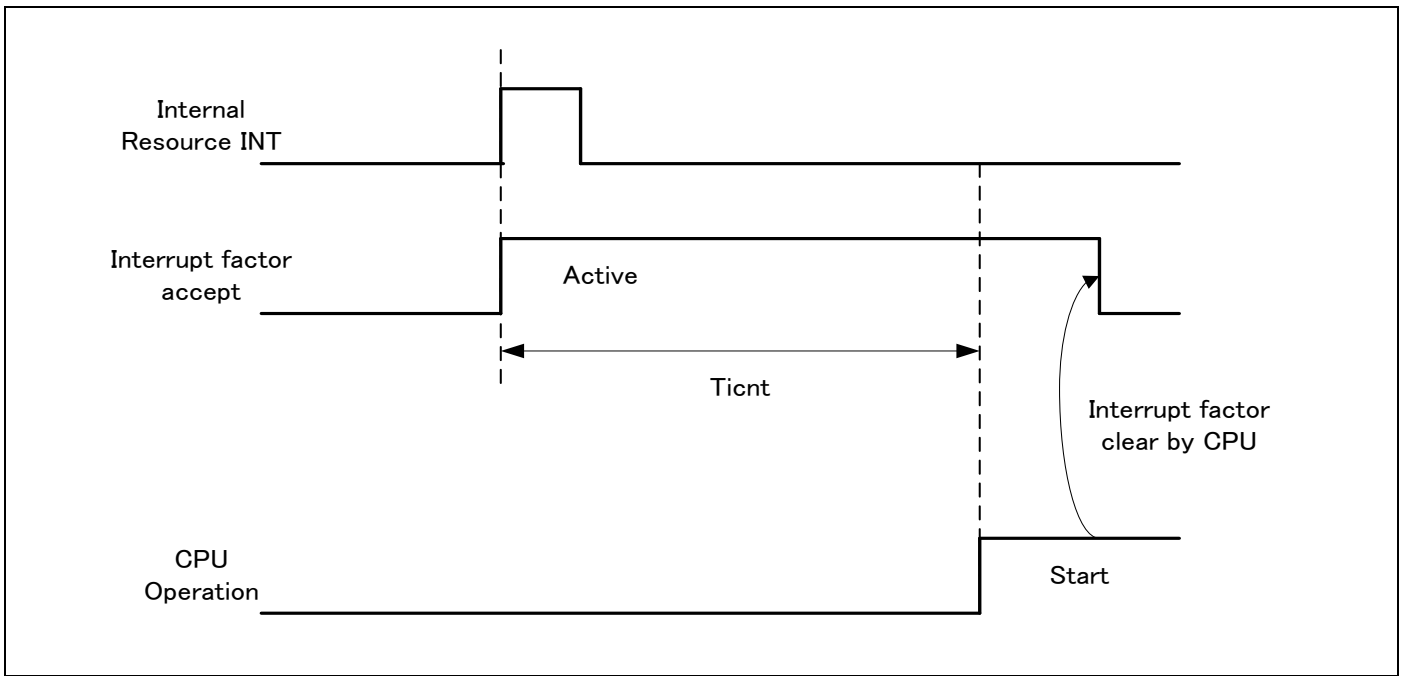 Internal
Resource INT
Interrupt factor
accept
Active
Ticnt
Interrupt factor
clear by CPU
CPU
Operation
Start